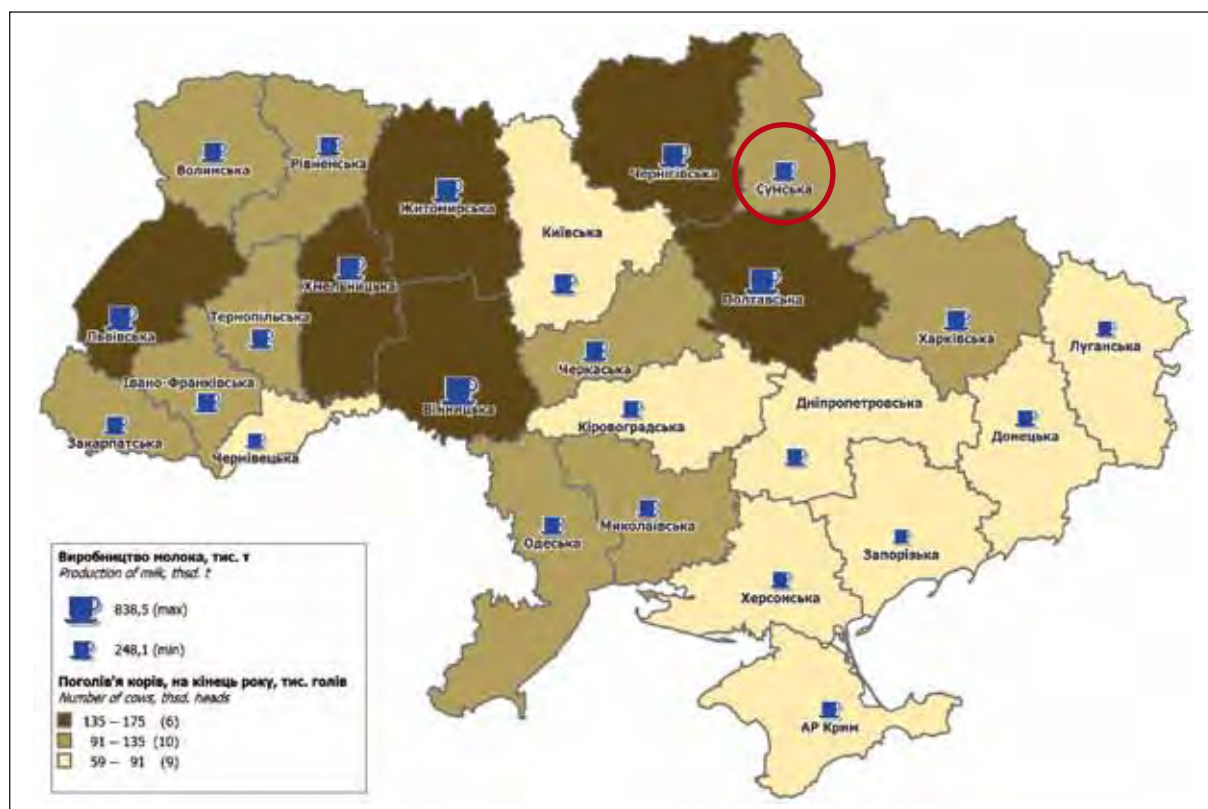 Волинська
Рівненська
Житомирська
Чернігівська
Сумська
Київська
Хмельницька
Полтавська
Львівська
Тернопільська
Харківська
Луганська
Черкаська
Івано-Франківська
Вінницька
Дніпропетровська
Кіровоградська
Донецька
Закарпатська
Чернівецька
Одеська
Миколаївська
Запорізька
Херсонська
АР Крим
Виробництво молока, тис. т
Production of milk, thsd. t
838,5 (max)
248,1 (min)
Поголів'я корів, на кінець року, тис. голів
Number of cows, thsd. heads
135 – 175 (6)
91 – 135 (10)
59 – 91 (9)